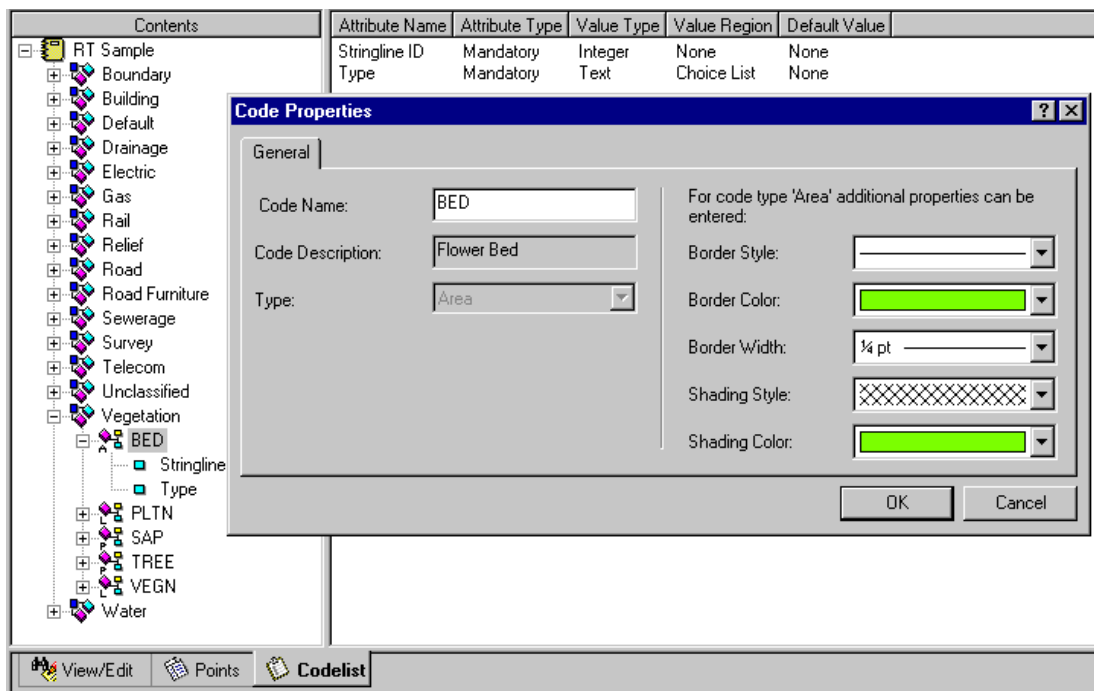 Contents
Attribute Name Attribute Type Value Type Value Region Default Value
RT Sample
Stringline ID Mandatory Integer None None
Type Mandatory Text Choice List None
Boundary
Building
Default
Drainage
Electric
Gas
Rail
Relief
Road
Road Furniture
Sewerage
Survey
Telecom
Unclassified
Vegetation
A BED
Stringline
Type
L PLTN
P SAP
P TREE
L VEGN
Water
Code Properties
General
Code Name: BED
Code Description: Flower Bed
Type: Area
For code type 'Area' additional properties can be
entered:
Border Style:
Border Color:
Border Width: ¼ pt
Shading Style:
Shading Color:
OK Cancel
View/Edit Points Codelist